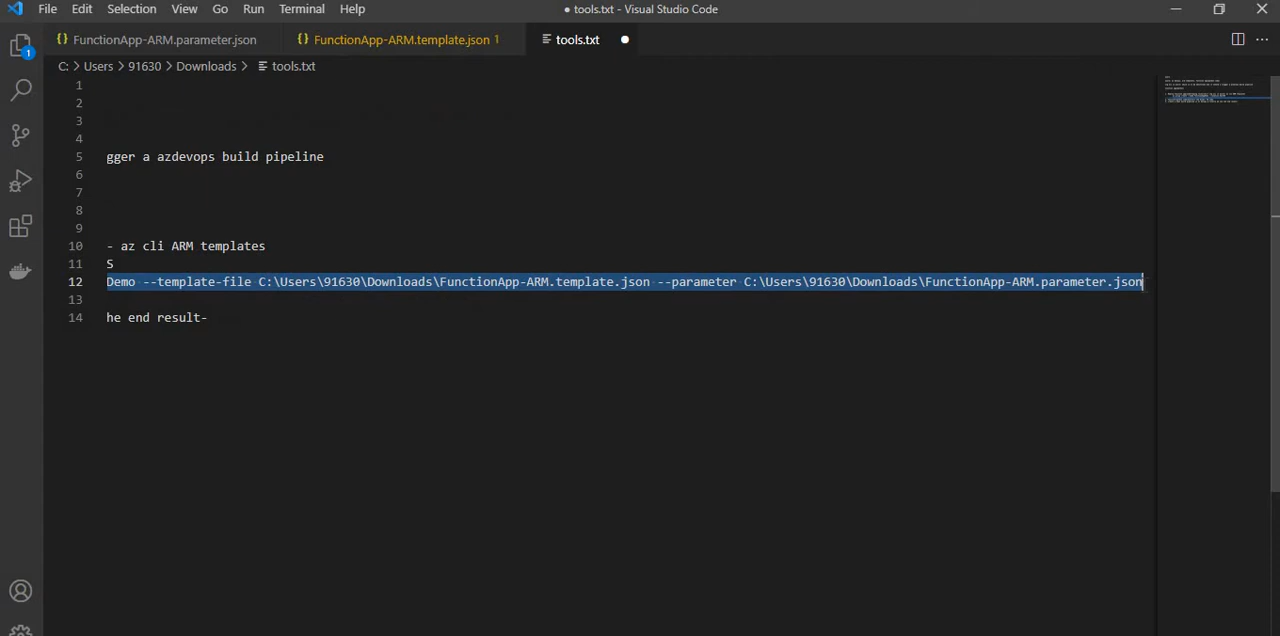 File Edit Selection View Go Run Terminal Help
● tools.txt - Visual Studio Code
{} FunctionApp-ARM.parameter.json
{} FunctionApp-ARM.template.json 1
tools.txt
C: > Users > 91630 > Downloads > tools.txt
1
1
2
3
4
5 gger a azdevops build pipeline
6
7
8
9
10 - az cli ARM templates
11 S
12 Demo --template-file C:\Users\91630\Downloads\FunctionApp-ARM.template.json --parameter C:\Users\91630\Downloads\FunctionApp-ARM.parameter.json
13
14 he end result-